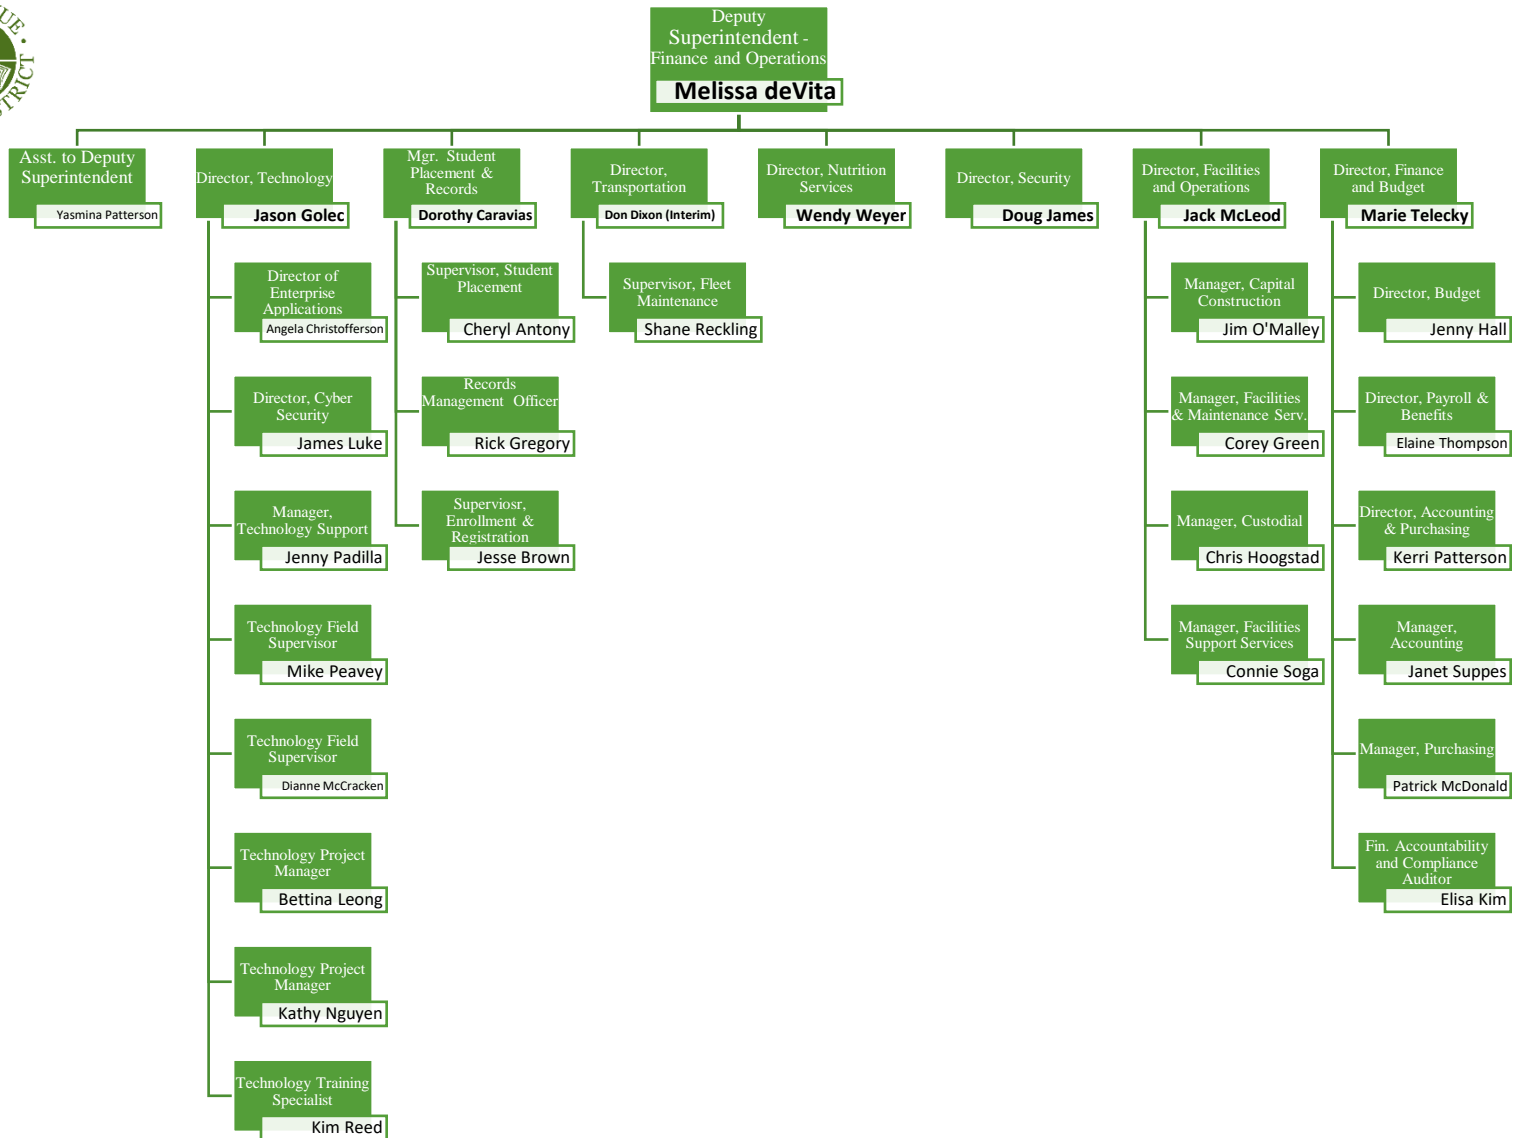 UE •
STRICT
Deputy
Superintendent -
Finance and Operations
Melissa deVita
Asst. to Deputy
Superintendent
Yasmina Patterson
Director, Technology
Jason Golec
Mgr. Student
Placement &
Records
Dorothy Caravias
Director,
Transportation
Don Dixon (Interim)
Director, Nutrition
Services
Wendy Weyer
Director, Security
Doug James
Director, Facilities
and Operations
Jack McLeod
Director, Finance
and Budget
Marie Telecky
Director of
Enterprise
Applications
Angela Christofferson
Supervisor, Student
Placement
Cheryl Antony
Supervisor, Fleet
Maintenance
Shane Reckling
Manager, Capital
Construction
Jim O'Malley
Director, Budget
Jenny Hall
Director, Cyber
Security
James Luke
Records
Management Officer
Rick Gregory
Manager, Facilities
& Maintenance Serv.
Corey Green
Director, Payroll &
Benefits
Elaine Thompson
Manager,
Technology Support
Jenny Padilla
Superviosr,
Enrollment &
Registration
Jesse Brown
Manager, Custodial
Chris Hoogstad
Director, Accounting
& Purchasing
Kerri Patterson
Technology Field
Supervisor
Mike Peavey
Manager, Facilities
Support Services
Connie Soga
Manager,
Accounting
Janet Suppes
Technology Field
Supervisor
Dianne McCracken
Manager, Purchasing
Patrick McDonald
Technology Project
Manager
Bettina Leong
Fin. Accountability
and Compliance
Auditor
Elisa Kim
Technology Project
Manager
Kathy Nguyen
Technology Training
Specialist
Kim Reed